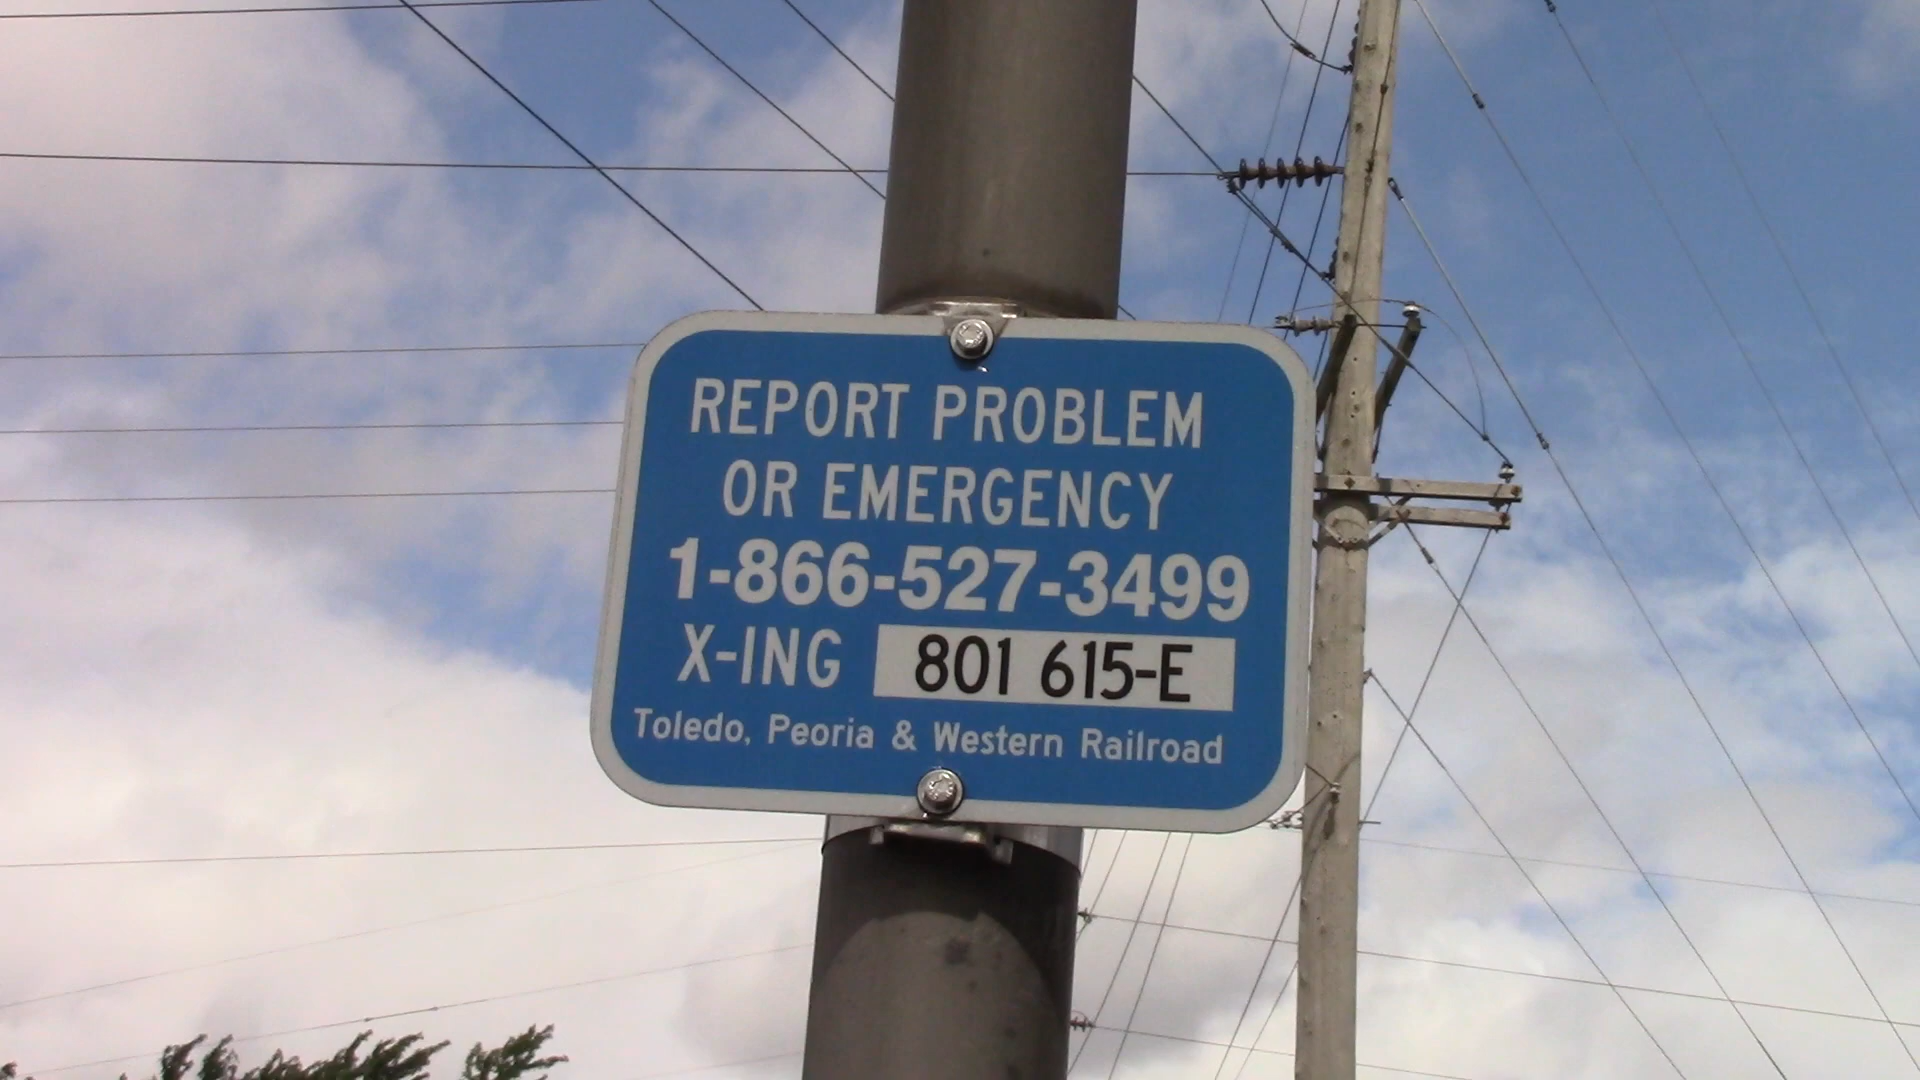 REPORT PROBLEM
OR EMERGENCY
1-866-527-3499
X-ING 801 615-E
Toledo, Peoria & Western Railroad